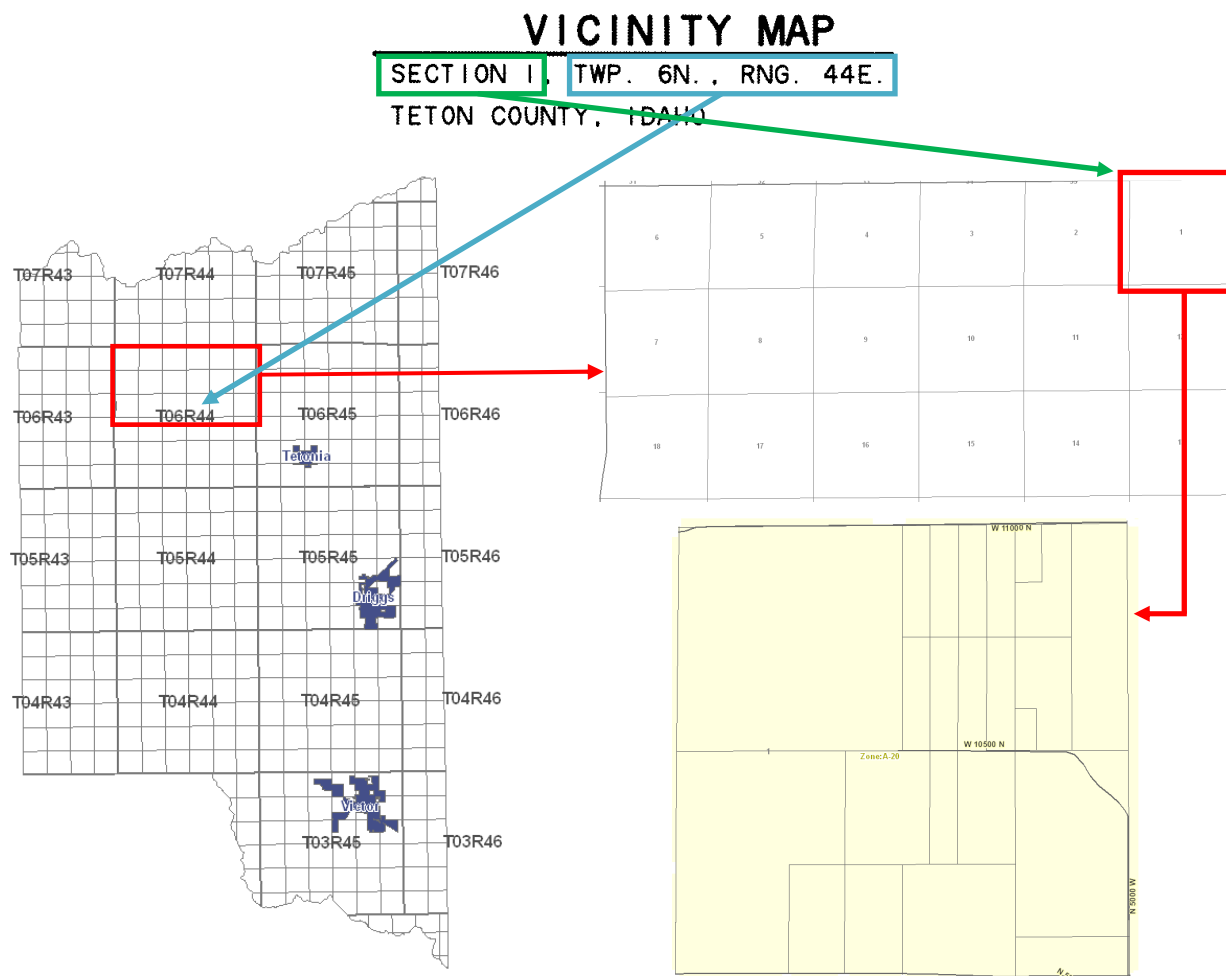 VICINITY MAP
SECTION 1, TWP. 6N., RNG. 44E.
TETON COUNTY, IDAHO
T07R43 T07R44 T07R45 T07R46
T06R43 T06R44 T06R45 T06R46
Tetonia
T05R43 T05R44 T05R45 T05R46
Driggs
T04R43 T04R44 T04R45 T04R46
Victor
T03R45 T03R46
6 5 4 3 2 1
7 8 9 10 11
18 17 16 15 14
W 11000 N
W 10500 N
1
Zone:A-20
N 5000 W